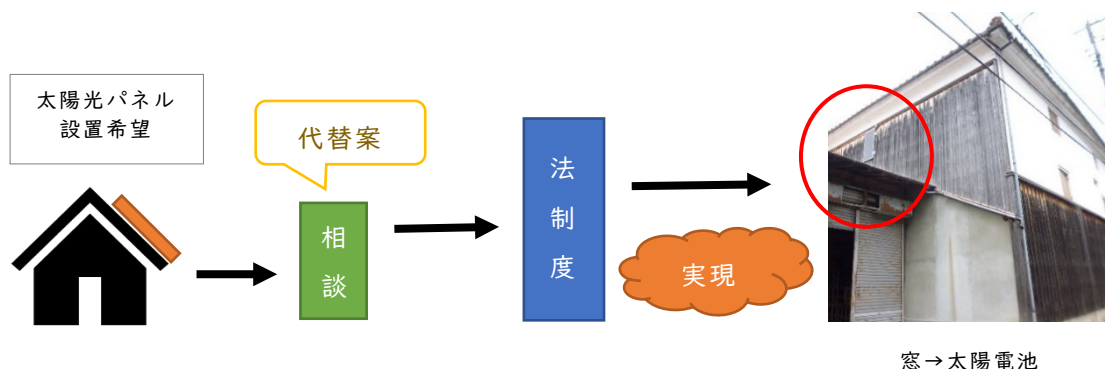 太陽光パネル
設置希望
代替案
相談
法制度
実現
窓→太陽電池